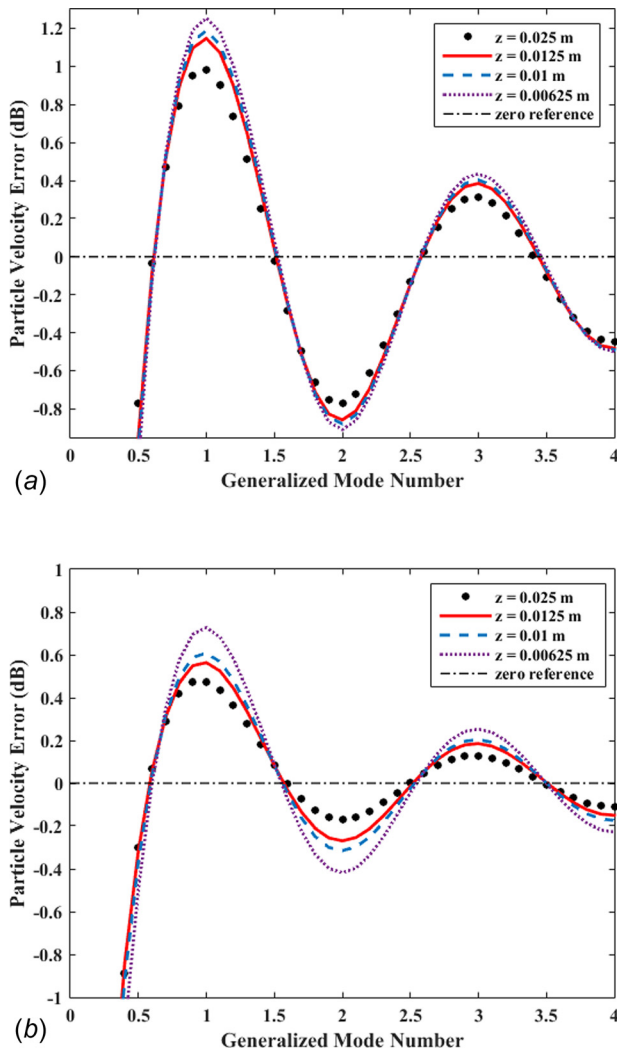 1.2
1
0.8
0.6
0.4
0.2
0
-0.2
-0.4
-0.6
-0.8
Particle Velocity Error (dB)
z = 0.025 m
z = 0.0125 m
z = 0.01 m
z = 0.00625 m
zero reference
0 0.5 1 1.5 2 2.5 3 3.5 4
Generalized Mode Number
(a)
1
0.8
0.6
0.4
0.2
0
-0.2
-0.4
-0.6
-0.8
-1
Particle Velocity Error (dB)
z = 0.025 m
z = 0.0125 m
z = 0.01 m
z = 0.00625 m
zero reference
0 0.5 1 1.5 2 2.5 3 3.5 4
Generalized Mode Number
(b)